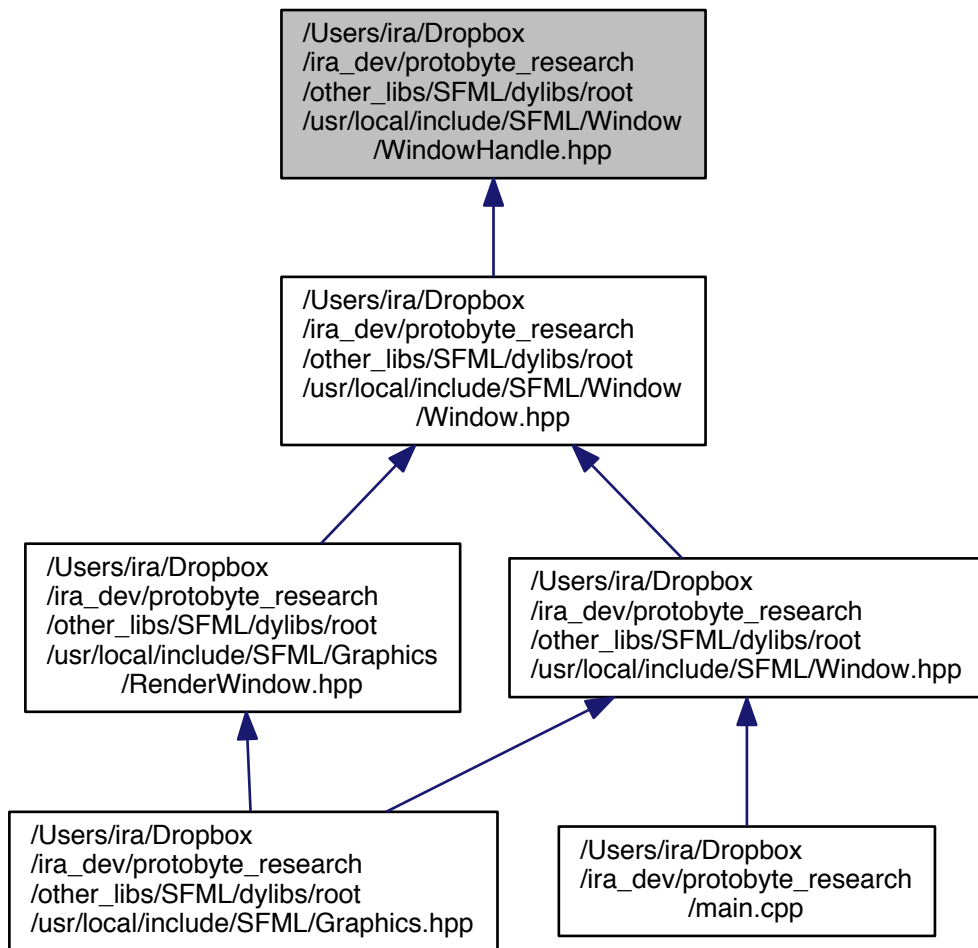 /Users/ira/Dropbox
/ira_dev/protobyte_research
/other_libs/SFML/dylibs/root
/usr/local/include/SFML/Window
/WindowHandle.hpp
/Users/ira/Dropbox
/ira_dev/protobyte_research
/other_libs/SFML/dylibs/root
/usr/local/include/SFML/Window
/Window.hpp
/Users/ira/Dropbox
/ira_dev/protobyte_research
/other_libs/SFML/dylibs/root
/usr/local/include/SFML/Graphics
/RenderWindow.hpp
/Users/ira/Dropbox
/ira_dev/protobyte_research
/other_libs/SFML/dylibs/root
/usr/local/include/SFML/Window.hpp
/Users/ira/Dropbox
/ira_dev/protobyte_research
/other_libs/SFML/dylibs/root
/usr/local/include/SFML/Graphics.hpp
/Users/ira/Dropbox
/ira_dev/protobyte_research
/main.cpp